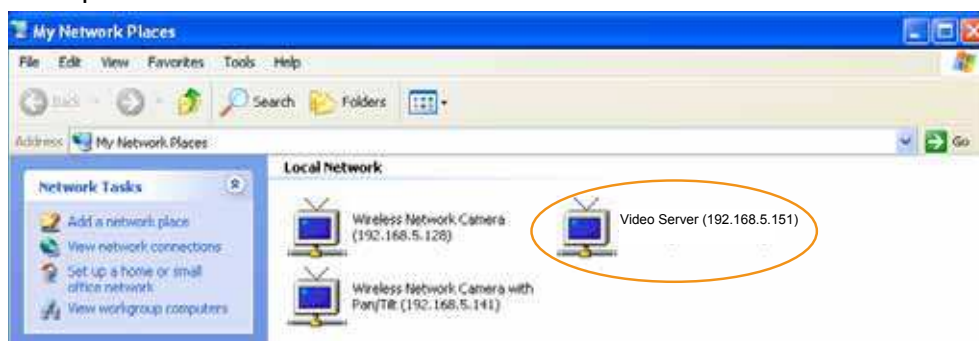 My Network Places
File Edit View Favorites Tools Help
Back Search Folders
Address My Network Places Go
Local Network
Network Tasks
Add a network place
View network connections
Set up a home or small
office network
View workgroup computers
Wireless Network Camera
(192.168.5.128)
Video Server (192.168.5.151)
Wireless Network Camera with
Pan/Tilt (192.168.5.141)